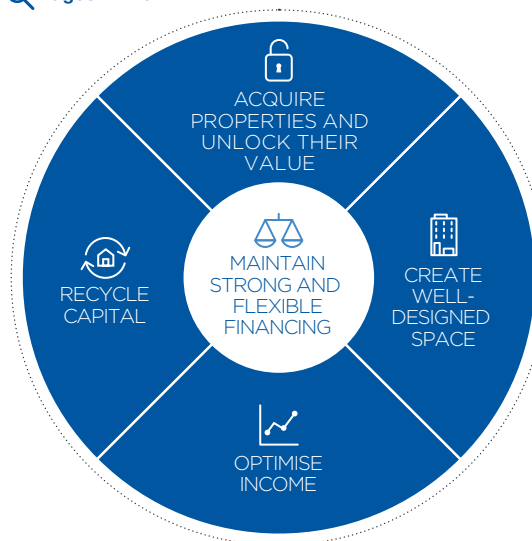 ACQUIRE
PROPERTIES AND
UNLOCK THEIR
VALUE
CREATE
WELL-
DESIGNED
SPACE
OPTIMISE
INCOME
RECYCLE
CAPITAL
MAINTAIN
STRONG AND
FLEXIBLE
FINANCING